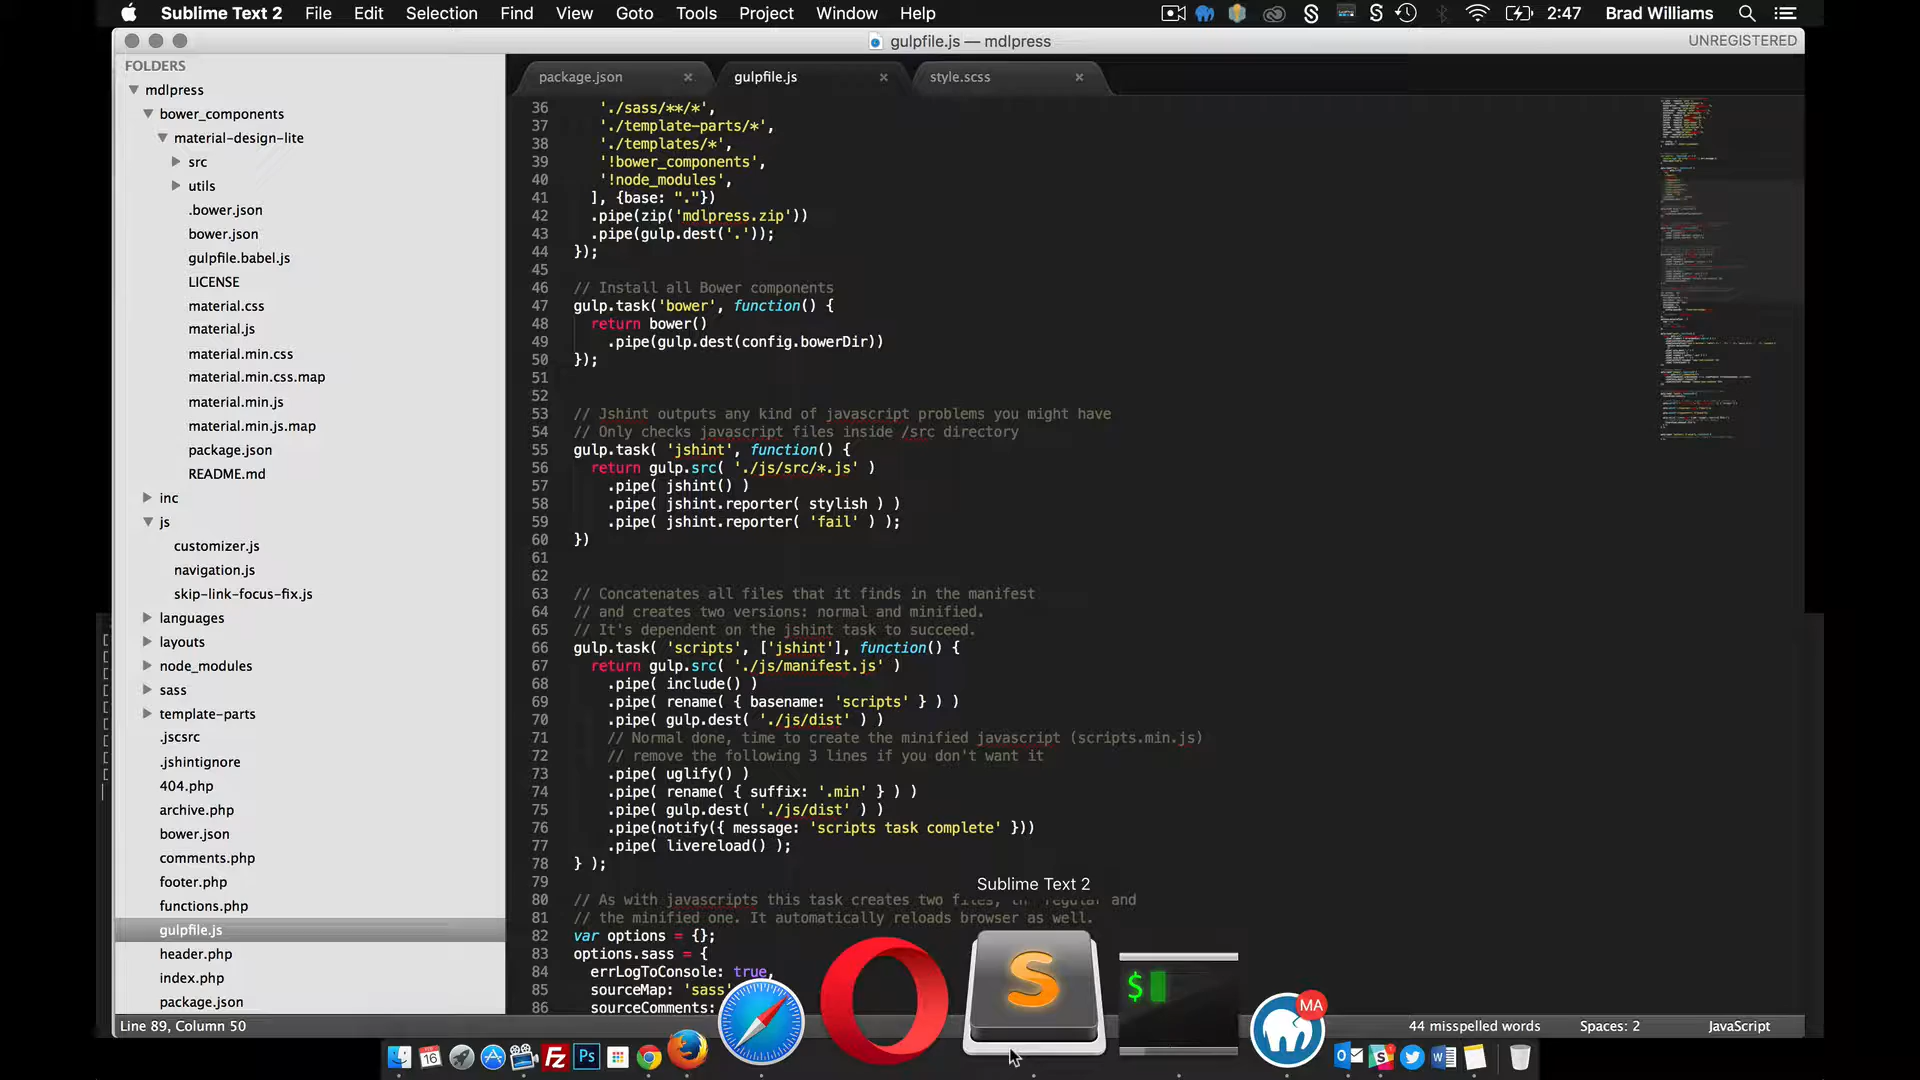 Sublime Text 2 File Edit Selection Find View Goto Tools Project Window Help 2:47 Brad Williams
gulpfile.js — mdlpress UNREGISTERED
FOLDERS
mdlpress
bower_components
material-design-lite
src
utils
.bower.json
bower.json
gulpfile.babel.js
LICENSE
material.css
material.js
material.min.css
material.min.css.map
material.min.js
material.min.js.map
package.json
README.md
inc
js
customizer.js
navigation.js
skip-link-focus-fix.js
languages
layouts
node_modules
sass
template-parts
.jscsrc
.jshintignore
404.php
archive.php
bower.json
comments.php
footer.php
functions.php
gulpfile.js
header.php
index.php
package.json
package.json × gulpfile.js × style.scss ×
36 './sass/**/*',
37 './template-parts/*',
38 './templates/*',
39 '!bower_components',
40 '!node_modules',
41 ], {base: "."})
42 .pipe(zip('mdlpress.zip'))
43 .pipe(gulp.dest('.'));
44 });
45
46 // Install all Bower components
47 gulp.task('bower', function() {
48 return bower()
49 .pipe(gulp.dest(config.bowerDir))
50 });
51
52
53 // Jshint outputs any kind of javascript problems you might have
54 // Only checks javascript files inside /src directory
55 gulp.task( 'jshint', function() {
56 return gulp.src( './js/src/*.js' )
57 .pipe( jshint() )
58 .pipe( jshint.reporter( stylish ) )
59 .pipe( jshint.reporter( 'fail' ) );
60 })
61
62
63 // Concatenates all files that it finds in the manifest
64 // and creates two versions: normal and minified.
65 // It's dependent on the jshint task to succeed.
66 gulp.task( 'scripts', ['jshint'], function() {
67 return gulp.src( './js/manifest.js' )
68 .pipe( include() )
69 .pipe( rename( { basename: 'scripts' } ) )
70 .pipe( gulp.dest( './js/dist' ) )
71 // Normal done, time to create the minified javascript (scripts.min.js)
72 // remove the following 3 lines if you don't want it
73 .pipe( uglify() )
74 .pipe( rename( { suffix: '.min' } ) )
75 .pipe( gulp.dest( './js/dist' ) )
76 .pipe(notify({ message: 'scripts task complete' }))
77 .pipe( livereload() );
78 } );
79
80 // As with javascripts this task creates two files, and
81 // the minified one. It automatically reloads browser as well.
82 var options = {};
83 options.sass = {
84 errLogToConsole: true,
85 sourceMap: 'sass'
86 sourceComments:
Sublime Text 2
S
$
MA
16
Fz
Ps
Line 89, Column 50 44 misspelled words Spaces: 2 JavaScript